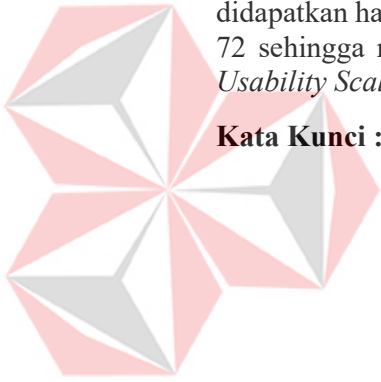 didapatkan ha
72 sehingga
Usability Scal
Kata Kunci :